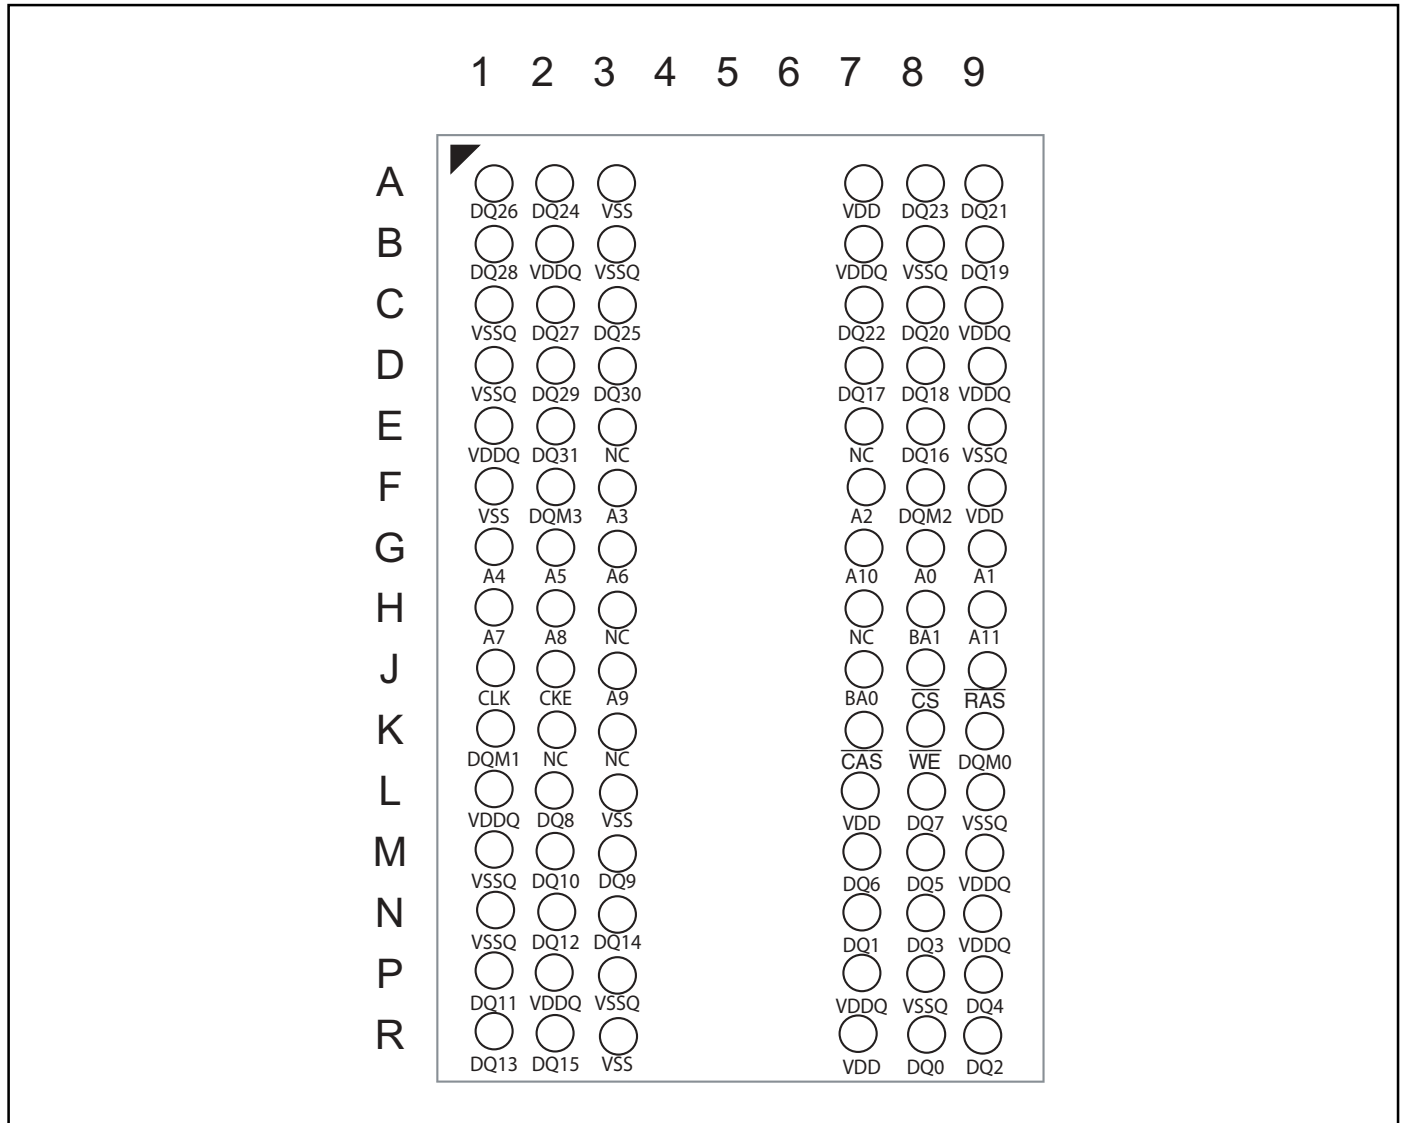 1 2 3 4 5 6 7 8 9
A
DQ26 DQ24 VSS VDD DQ23 DQ21
B
DQ28 VDDQ VSSQ VDDQ VSSQ DQ19
C
VSSQ DQ27 DQ25 DQ22 DQ20 VDDQ
D
VSSQ DQ29 DQ30 DQ17 DQ18 VDDQ
E
VDDQ DQ31 NC NC DQ16 VSSQ
F
VSS DQM3 A3 A2 DQM2 VDD
G
A4 A5 A6 A10 A0 A1
H
A7 A8 NC NC BA1 A11
J
CLK CKE A9 BA0 C̅S̅ R̅A̅S̅
K
DQM1 NC NC C̅A̅S̅ W̅E̅ DQM0
L
VDDQ DQ8 VSS VDD DQ7 VSSQ
M
VSSQ DQ10 DQ9 DQ6 DQ5 VDDQ
N
VSSQ DQ12 DQ14 DQ1 DQ3 VDDQ
P
DQ11 VDDQ VSSQ VDDQ VSSQ DQ4
R
DQ13 DQ15 VSS VDD DQ0 DQ2